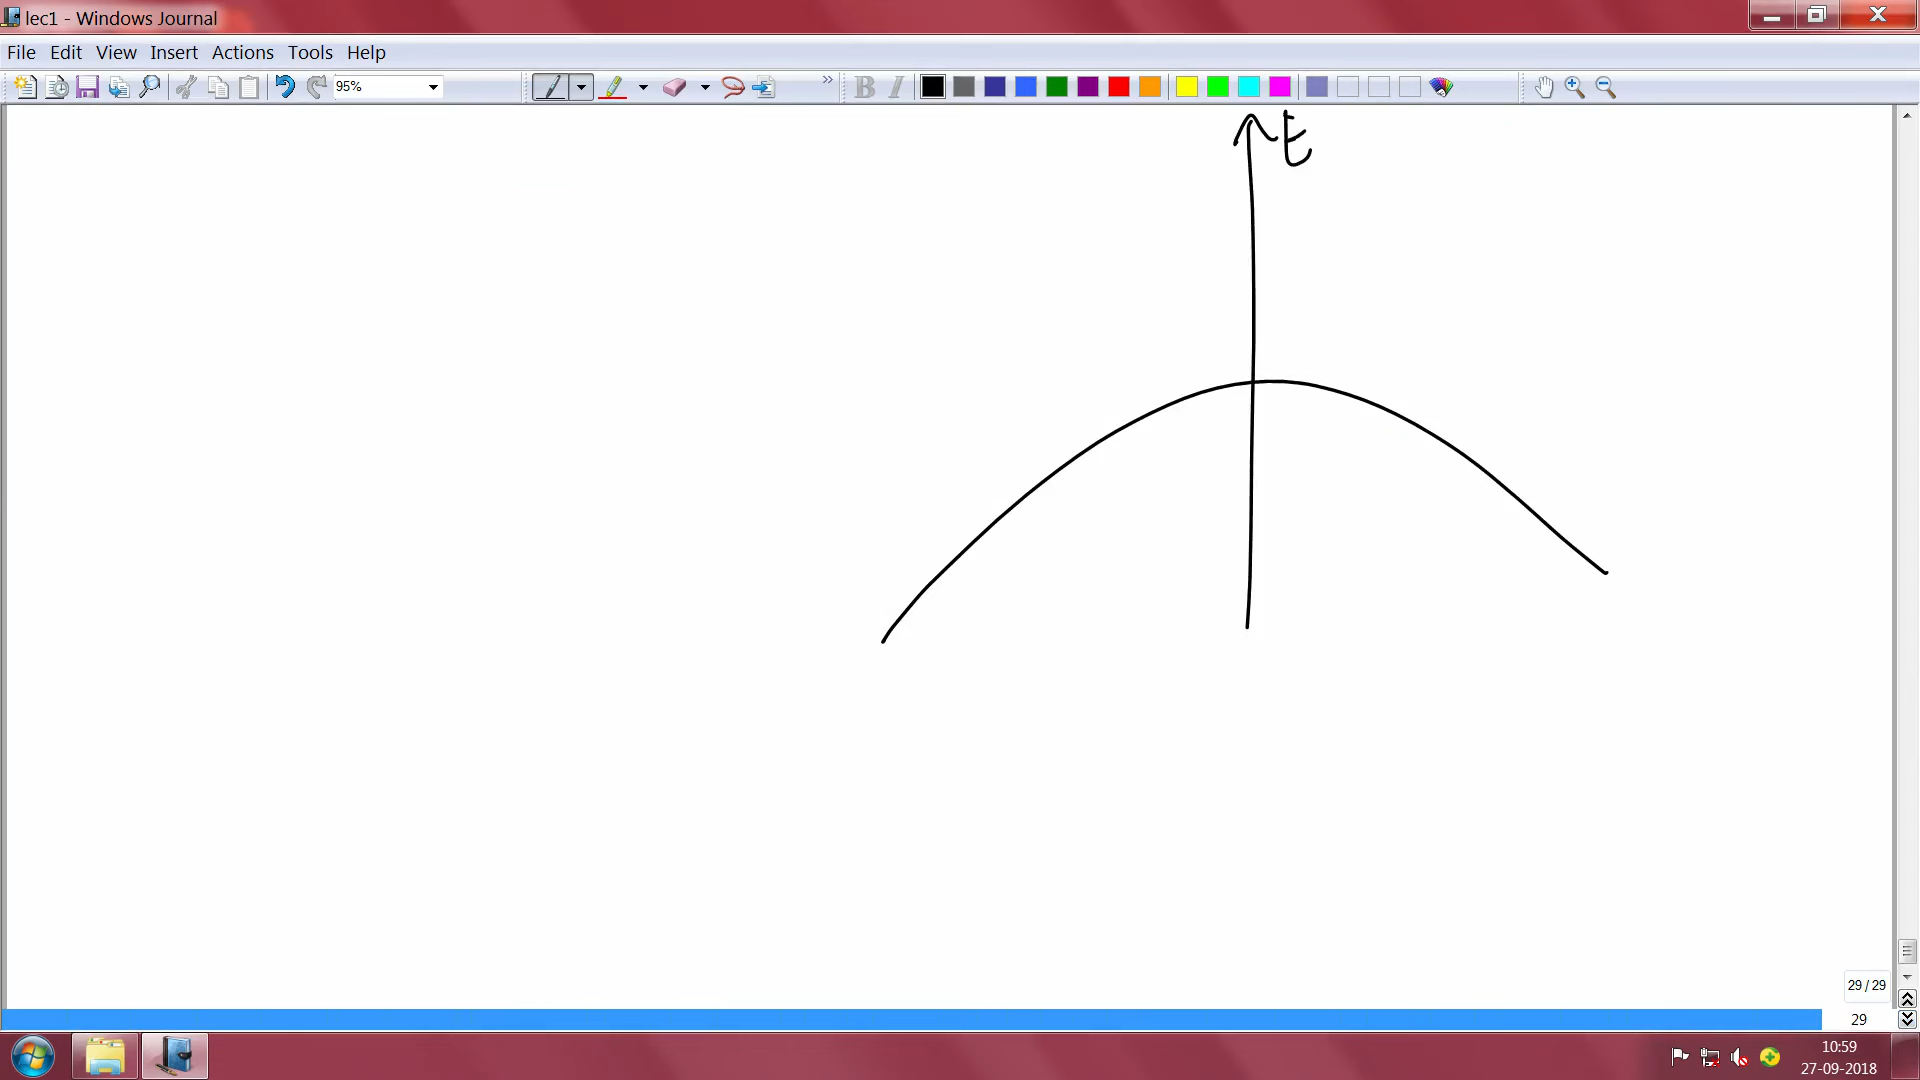 lec1 - Windows Journal
File Edit View Insert Actions Tools Help
95%
B I
t
29 / 29
29
10:59
27-09-2018